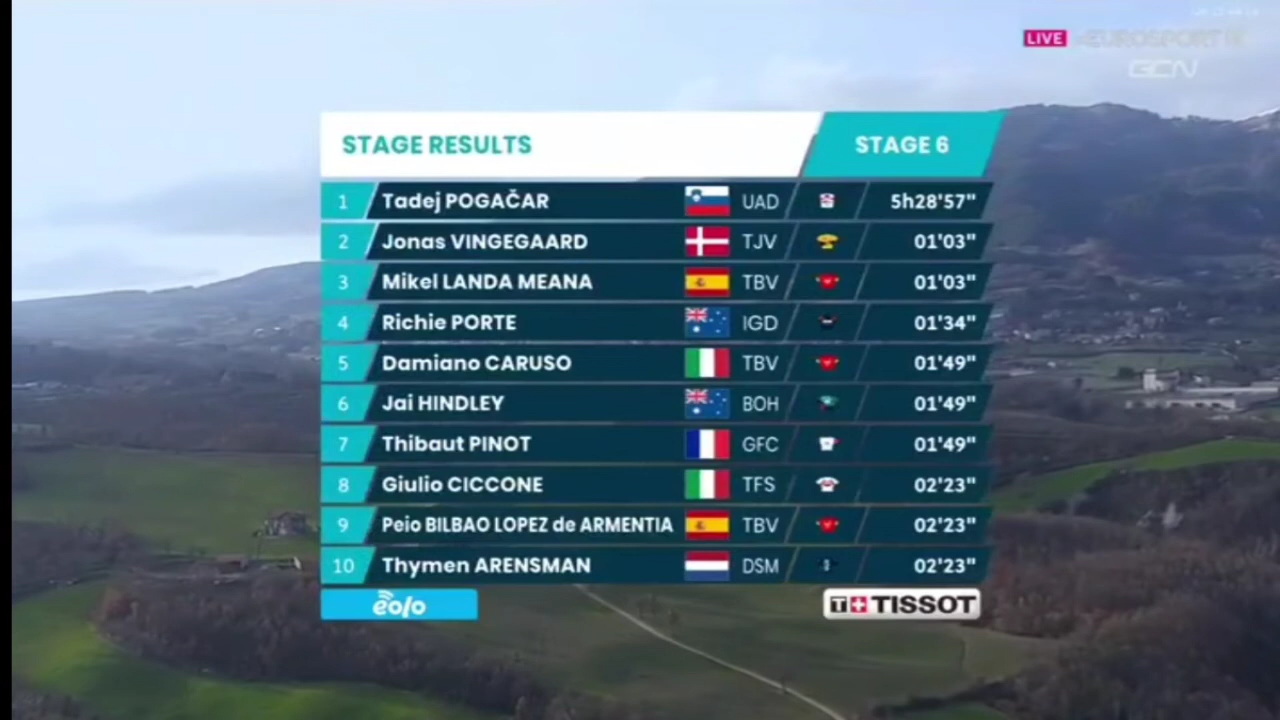 LIVE EUROSPORT
GCN
STAGE RESULTS STAGE 6
1 Tadej POGAČAR UAD 5h28'57"
2 Jonas VINGEGAARD TJV 01'03"
3 Mikel LANDA MEANA TBV 01'03"
4 Richie PORTE IGD 01'34"
5 Damiano CARUSO TBV 01'49"
6 Jai HINDLEY BOH 01'49"
7 Thibaut PINOT GFC 01'49"
8 Giulio CICCONE TFS 02'23"
9 Peio BILBAO LOPEZ de ARMENTIA TBV 02'23"
10 Thymen ARENSMAN DSM 02'23"
eolo T+ TISSOT